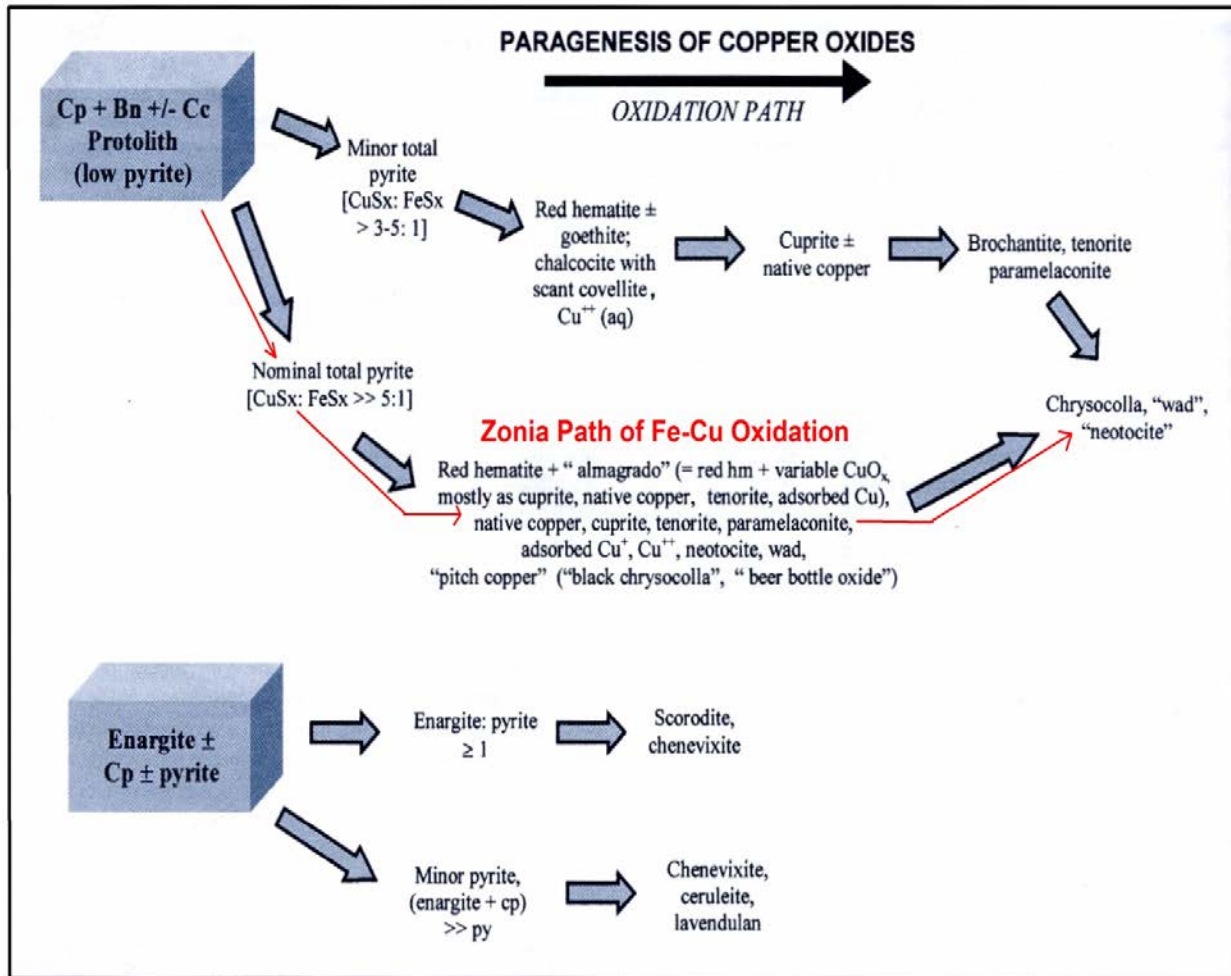 PARAGENESIS OF COPPER OXIDES
OXIDATION PATH
Cp + Bn +/- Cc
Protolith
(low pyrite)
Minor total
pyrite
[CuSx: FeSx
> 3-5: 1]
Red hematite ±
goethite;
chalcocite with
scant covellite,
Cu⁺⁺ (aq)
Cuprite ±
native copper
Brochantite, tenorite
paramelaconite
Nominal total pyrite
[CuSx: FeSx >> 5:1]
Zonia Path of Fe-Cu Oxidation
Red hematite + “ almagrado” (= red hm + variable CuOₓ,
mostly as cuprite, native copper, tenorite, adsorbed Cu),
native copper, cuprite, tenorite, paramelaconite,
adsorbed Cu⁺, Cu⁺⁺, neotocite, wad,
“pitch copper” (“black chrysocolla”, “ beer bottle oxide”)
Chrysocolla, “wad”,
“neotocite”
Enargite ±
Cp ± pyrite
Enargite: pyrite
≥ 1
Scorodite,
chenevixite
Minor pyrite,
(enargite + cp)
>> py
Chenevixite,
ceruleite,
lavendulan